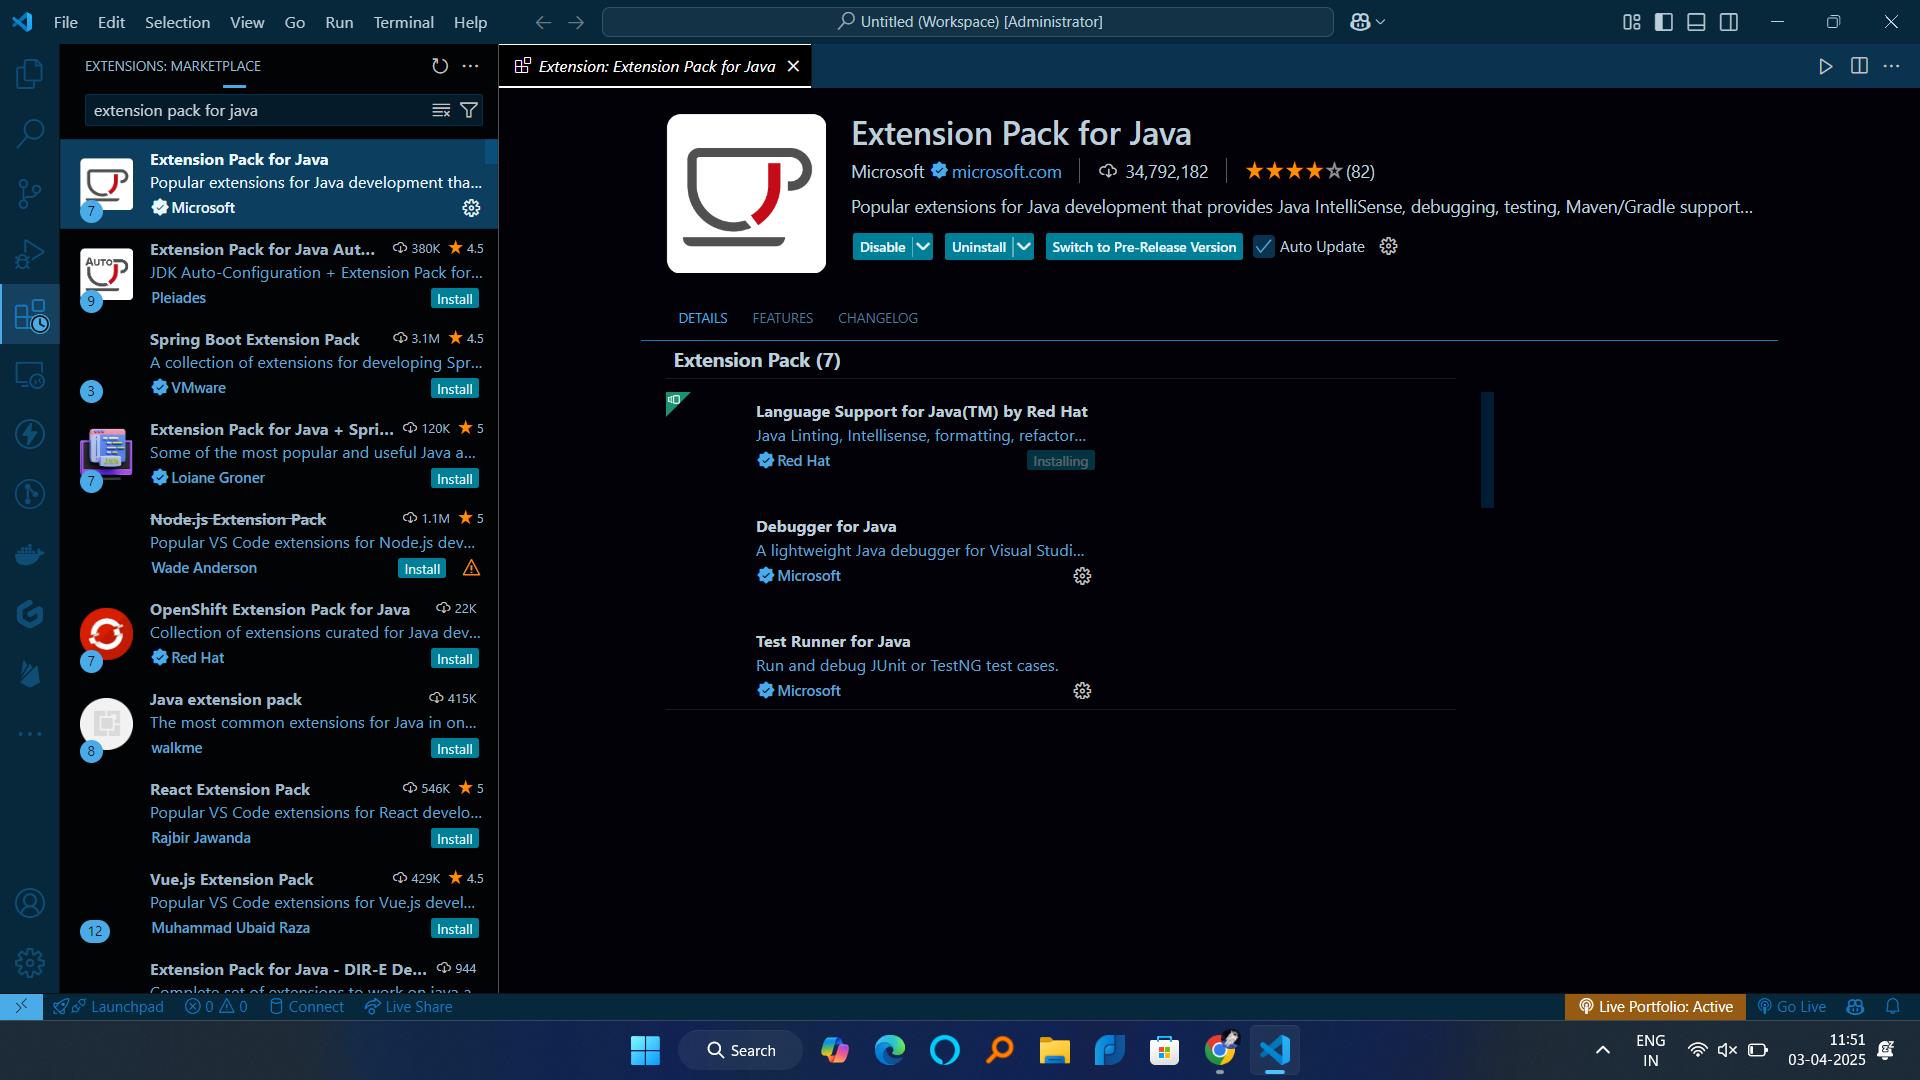 File Edit Selection View Go Run Terminal Help
Untitled (Workspace) [Administrator]
EXTENSIONS: MARKETPLACE
extension pack for java
Extension Pack for Java
Popular extensions for Java development tha...
Microsoft
7
Extension Pack for Java Aut... 380K 4.5
JDK Auto-Configuration + Extension Pack for...
Pleiades Install
AUTO
9
Spring Boot Extension Pack 3.1M 4.5
A collection of extensions for developing Spr...
VMware Install
3
Extension Pack for Java + Spri... 120K 5
Some of the most popular and useful Java a...
Loiane Groner Install
7
Node.js Extension Pack 1.1M 5
Popular VS Code extensions for Node.js dev...
Wade Anderson Install
OpenShift Extension Pack for Java 22K
Collection of extensions curated for Java dev...
Red Hat Install
7
Java extension pack 415K
The most common extensions for Java in on...
walkme Install
8
React Extension Pack 546K 5
Popular VS Code extensions for React develo...
Rajbir Jawanda Install
Vue.js Extension Pack 429K 4.5
Popular VS Code extensions for Vue.js devel...
Muhammad Ubaid Raza Install
12
Extension Pack for Java - DIR-E De... 944
Complete set of extensions to work on java a...
Extension: Extension Pack for Java
Extension Pack for Java
Microsoft microsoft.com 34,792,182 (82)
Popular extensions for Java development that provides Java IntelliSense, debugging, testing, Maven/Gradle support...
Disable Uninstall Switch to Pre-Release Version Auto Update
DETAILS FEATURES CHANGELOG
Extension Pack (7)
Language Support for Java(TM) by Red Hat
Java Linting, Intellisense, formatting, refactor...
Red Hat Installing
Debugger for Java
A lightweight Java debugger for Visual Studi...
Microsoft
Test Runner for Java
Run and debug JUnit or TestNG test cases.
Microsoft
Launchpad 0 0 Connect Live Share
Live Portfolio: Active Go Live
Search
ENG
IN
11:51
03-04-2025